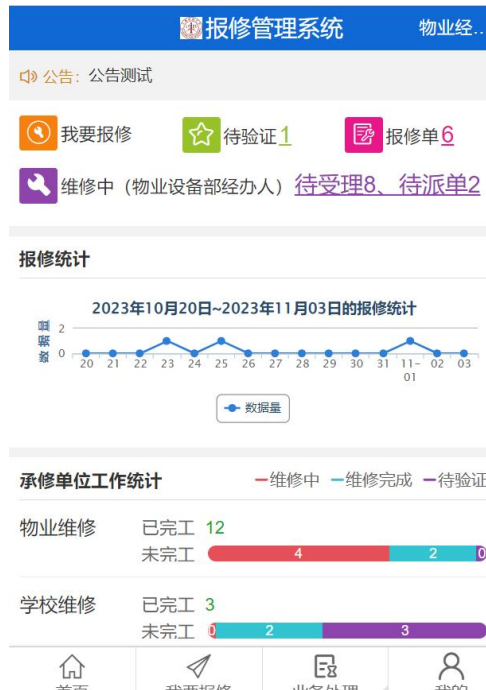 报修管理系统 物业经..
公告：公告测试
我要报修 待验证1 报修单6
维修中（物业设备部经办人）待受理8、待派单2
报修统计
2023年10月20日~2023年11月03日的报修统计
数据量
2
0
20 21 22 23 24 25 26 27 28 29 30 31 11-01 02 03
数据量
承修单位工作统计 维修中 维修完成 待验证
物业维修 已完工 12
未完工 4 2 0
学校维修 已完工 3
未完工 0 2 3
首页 我要报修 业务处理 我的